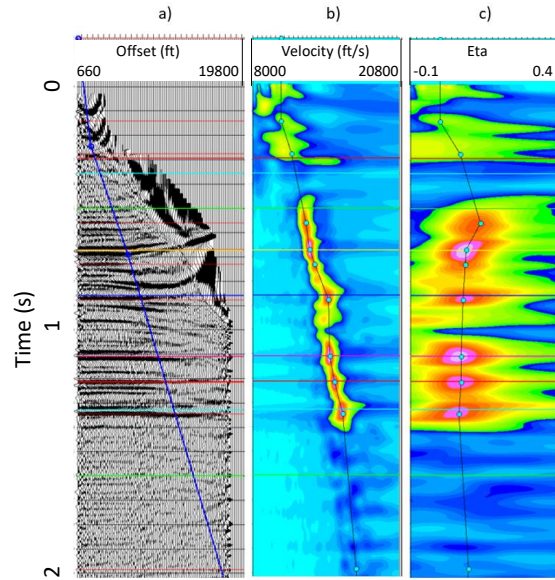 a) b) c)
Offset (ft) Velocity (ft/s) Eta
660 19800 8000 20800 -0.1 0.4
0
Time (s)
1
2